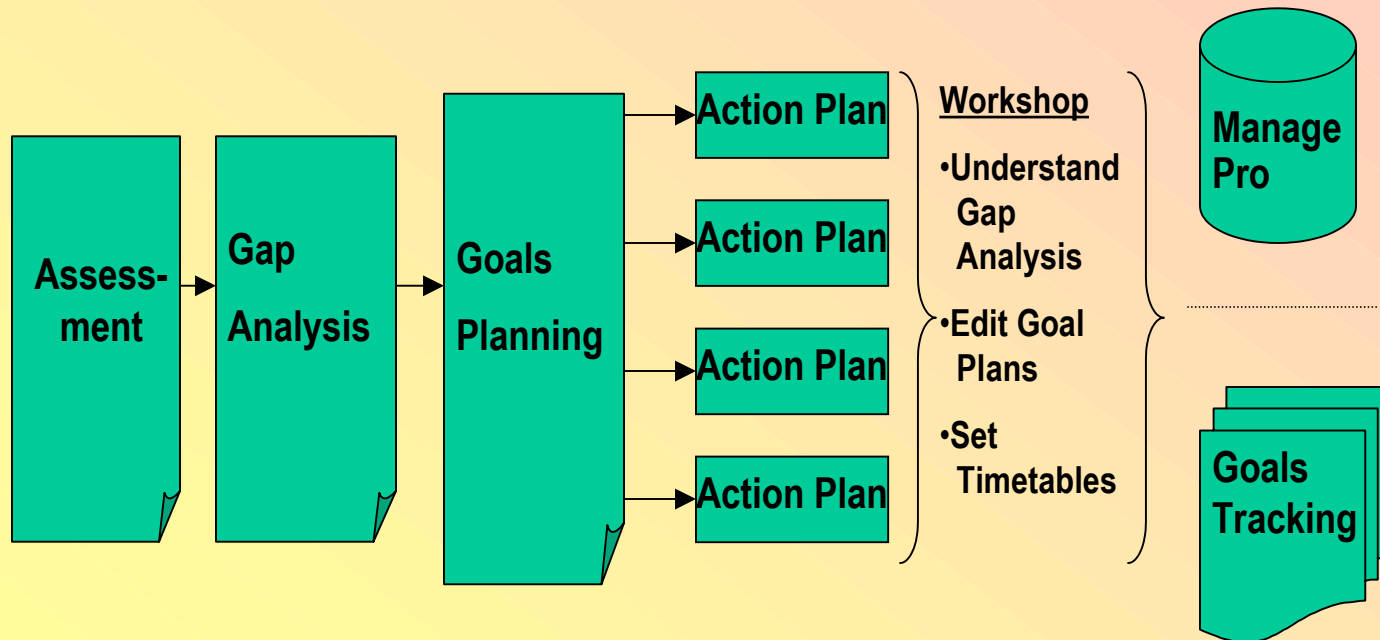 Assess-
ment
Gap
Analysis
Goals
Planning
Action Plan
Action Plan
Action Plan
Action Plan
Workshop
•Understand
Gap
Analysis
•Edit Goal
Plans
•Set
Timetables
Manage
Pro
Goals
Tracking